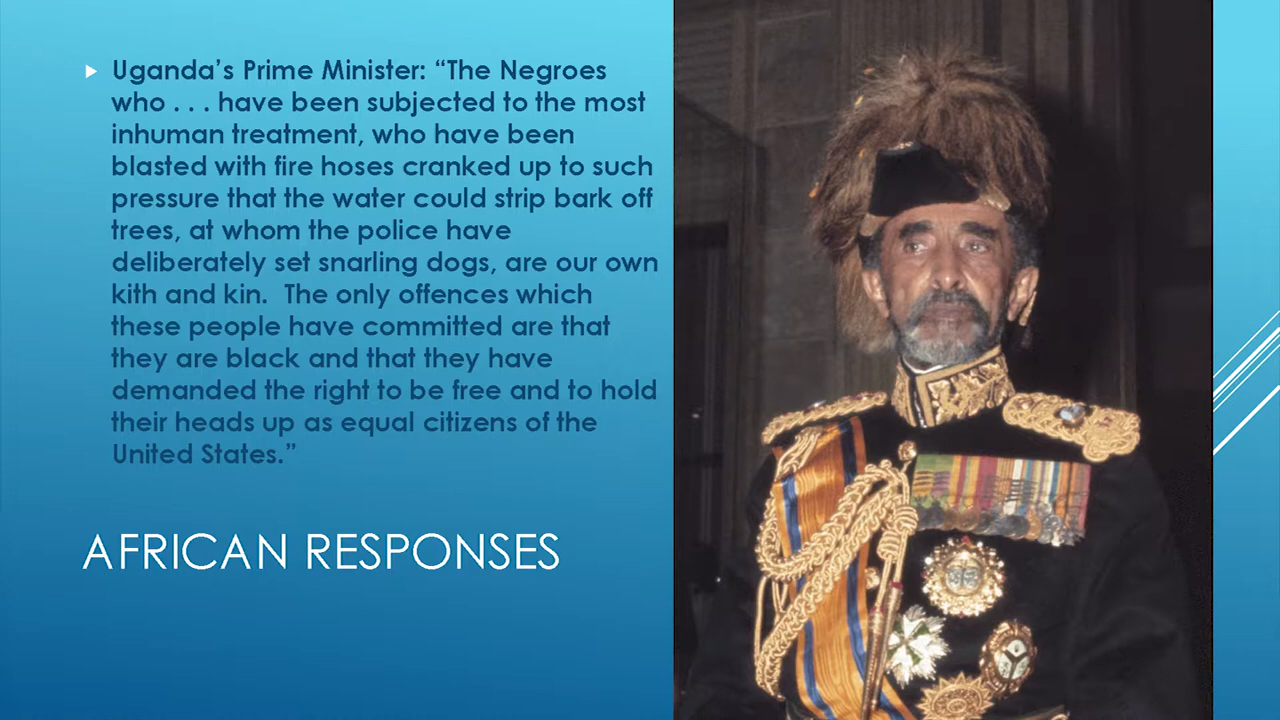 Uganda’s Prime Minister: “The Negroes
who . . . have been subjected to the most
inhuman treatment, who have been
blasted with fire hoses cranked up to such
pressure that the water could strip bark off
trees, at whom the police have
deliberately set snarling dogs, are our own
kith and kin.  The only offences which
these people have committed are that
they are black and that they have
demanded the right to be free and to hold
their heads up as equal citizens of the
United States.”
AFRICAN RESPONSES